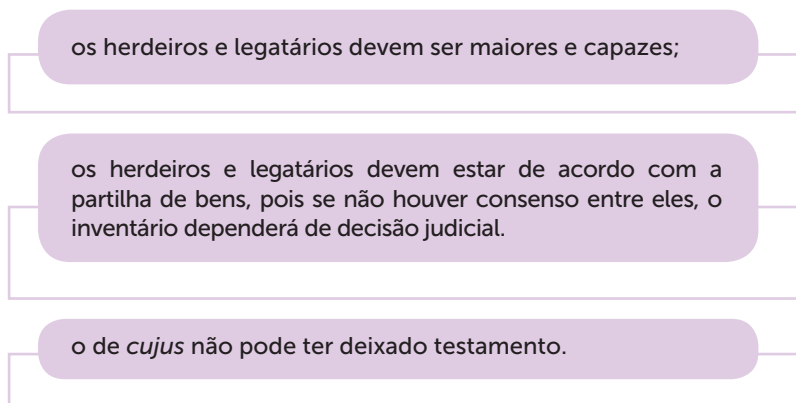 os herdeiros e legatários devem ser maiores e capazes;
os herdeiros e legatários devem estar de acordo com a
partilha de bens, pois se não houver consenso entre eles, o
inventário dependerá de decisão judicial.
o de cujus não pode ter deixado testamento.